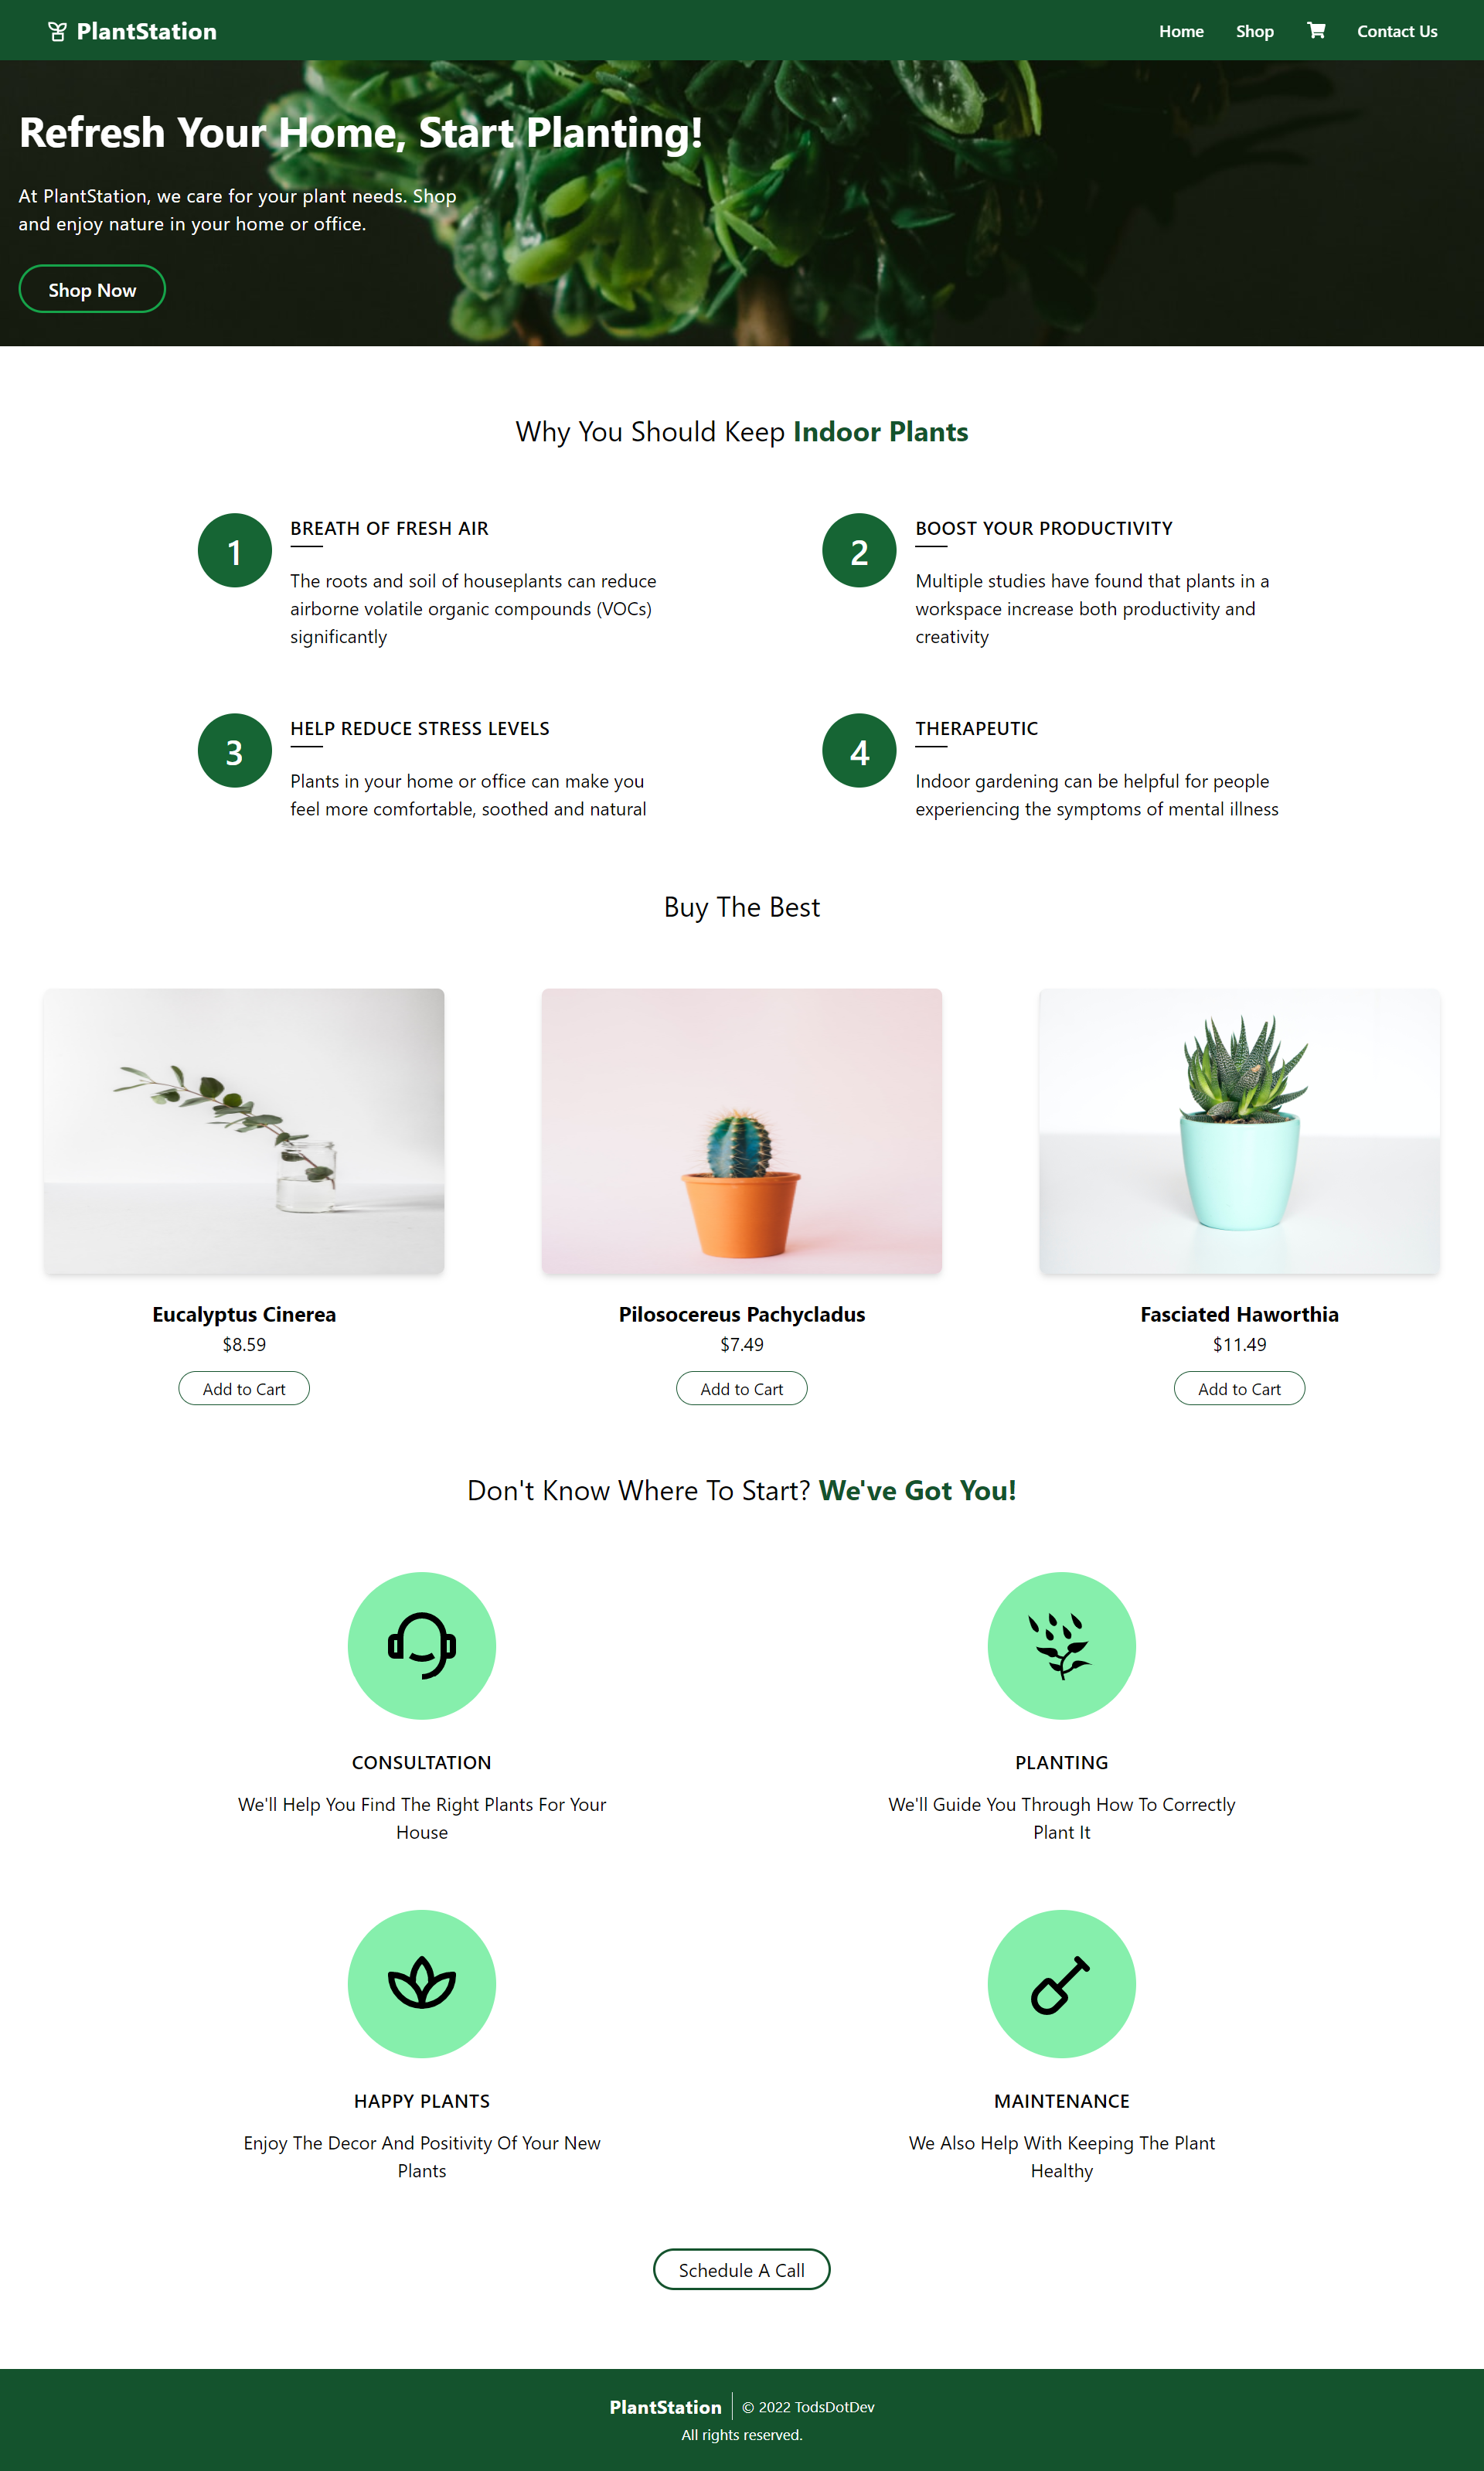 PlantStation
Home
Shop
Contact Us
Refresh Your Home, Start Planting!
At PlantStation, we care for your plant needs. Shop
and enjoy nature in your home or office.
Shop Now
Why You Should Keep Indoor Plants
1
BREATH OF FRESH AIR
The roots and soil of houseplants can reduce
airborne volatile organic compounds (VOCs)
significantly
2
BOOST YOUR PRODUCTIVITY
Multiple studies have found that plants in a
workspace increase both productivity and
creativity
3
HELP REDUCE STRESS LEVELS
Plants in your home or office can make you
feel more comfortable, soothed and natural
4
THERAPEUTIC
Indoor gardening can be helpful for people
experiencing the symptoms of mental illness
Buy The Best
Eucalyptus Cinerea
$8.59
Add to Cart
Pilosocereus Pachycladus
$7.49
Add to Cart
Fasciated Haworthia
$11.49
Add to Cart
Don't Know Where To Start? We've Got You!
CONSULTATION
We'll Help You Find The Right Plants For Your
House
PLANTING
We'll Guide You Through How To Correctly
Plant It
HAPPY PLANTS
Enjoy The Decor And Positivity Of Your New
Plants
MAINTENANCE
We Also Help With Keeping The Plant
Healthy
Schedule A Call
PlantStation
© 2022 TodsDotDev
All rights reserved.